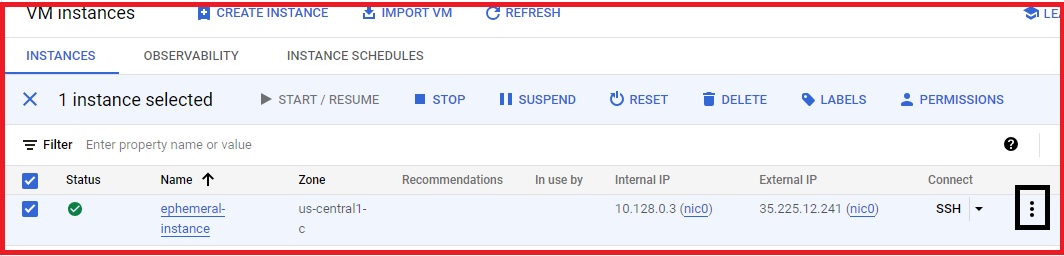 VM instances CREATE INSTANCE IMPORT VM REFRESH
INSTANCES OBSERVABILITY INSTANCE SCHEDULES
1 instance selected START / RESUME STOP SUSPEND RESET DELETE LABELS PERMISSIONS
Filter Enter property name or value
Status Name Zone Recommendations In use by Internal IP External IP Connect
ephemeral- us-central1- 10.128.0.3 (nic0) 35.225.12.241 (nic0) SSH
instance c